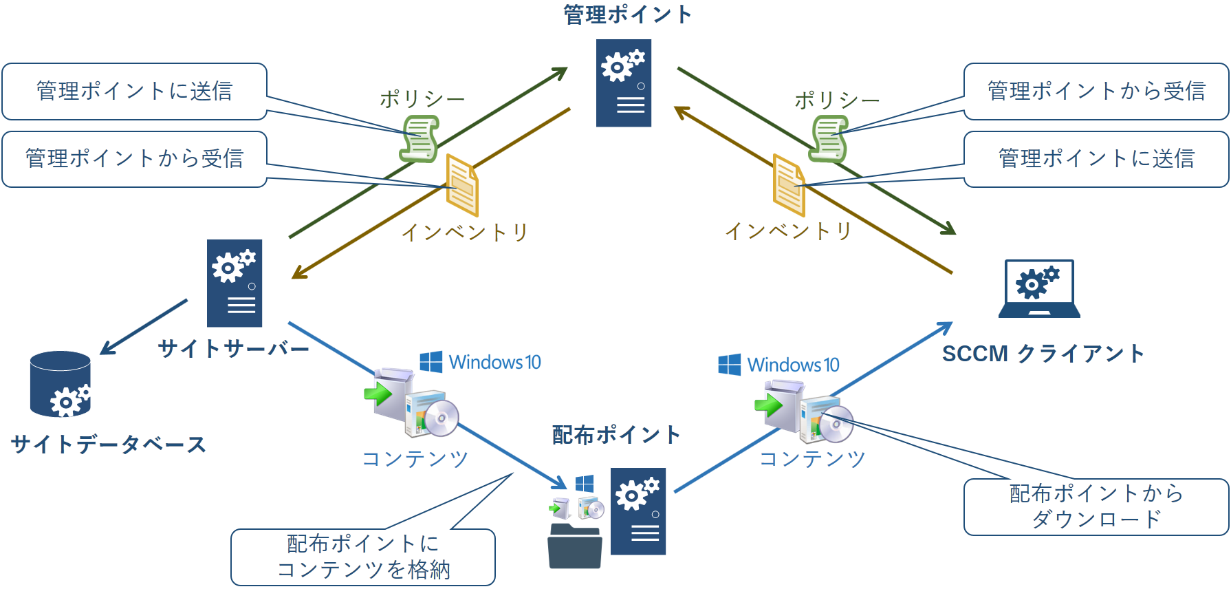 管理ポイント
管理ポイントに送信
ポリシー
ポリシー
管理ポイントから受信
管理ポイントから受信
管理ポイントに送信
インベントリ
インベントリ
サイトサーバー
SCCM クライアント
Windows10
Windows10
サイトデータベース
コンテンツ
配布ポイント
コンテンツ
配布ポイントから
ダウンロード
配布ポイントに
コンテンツを格納